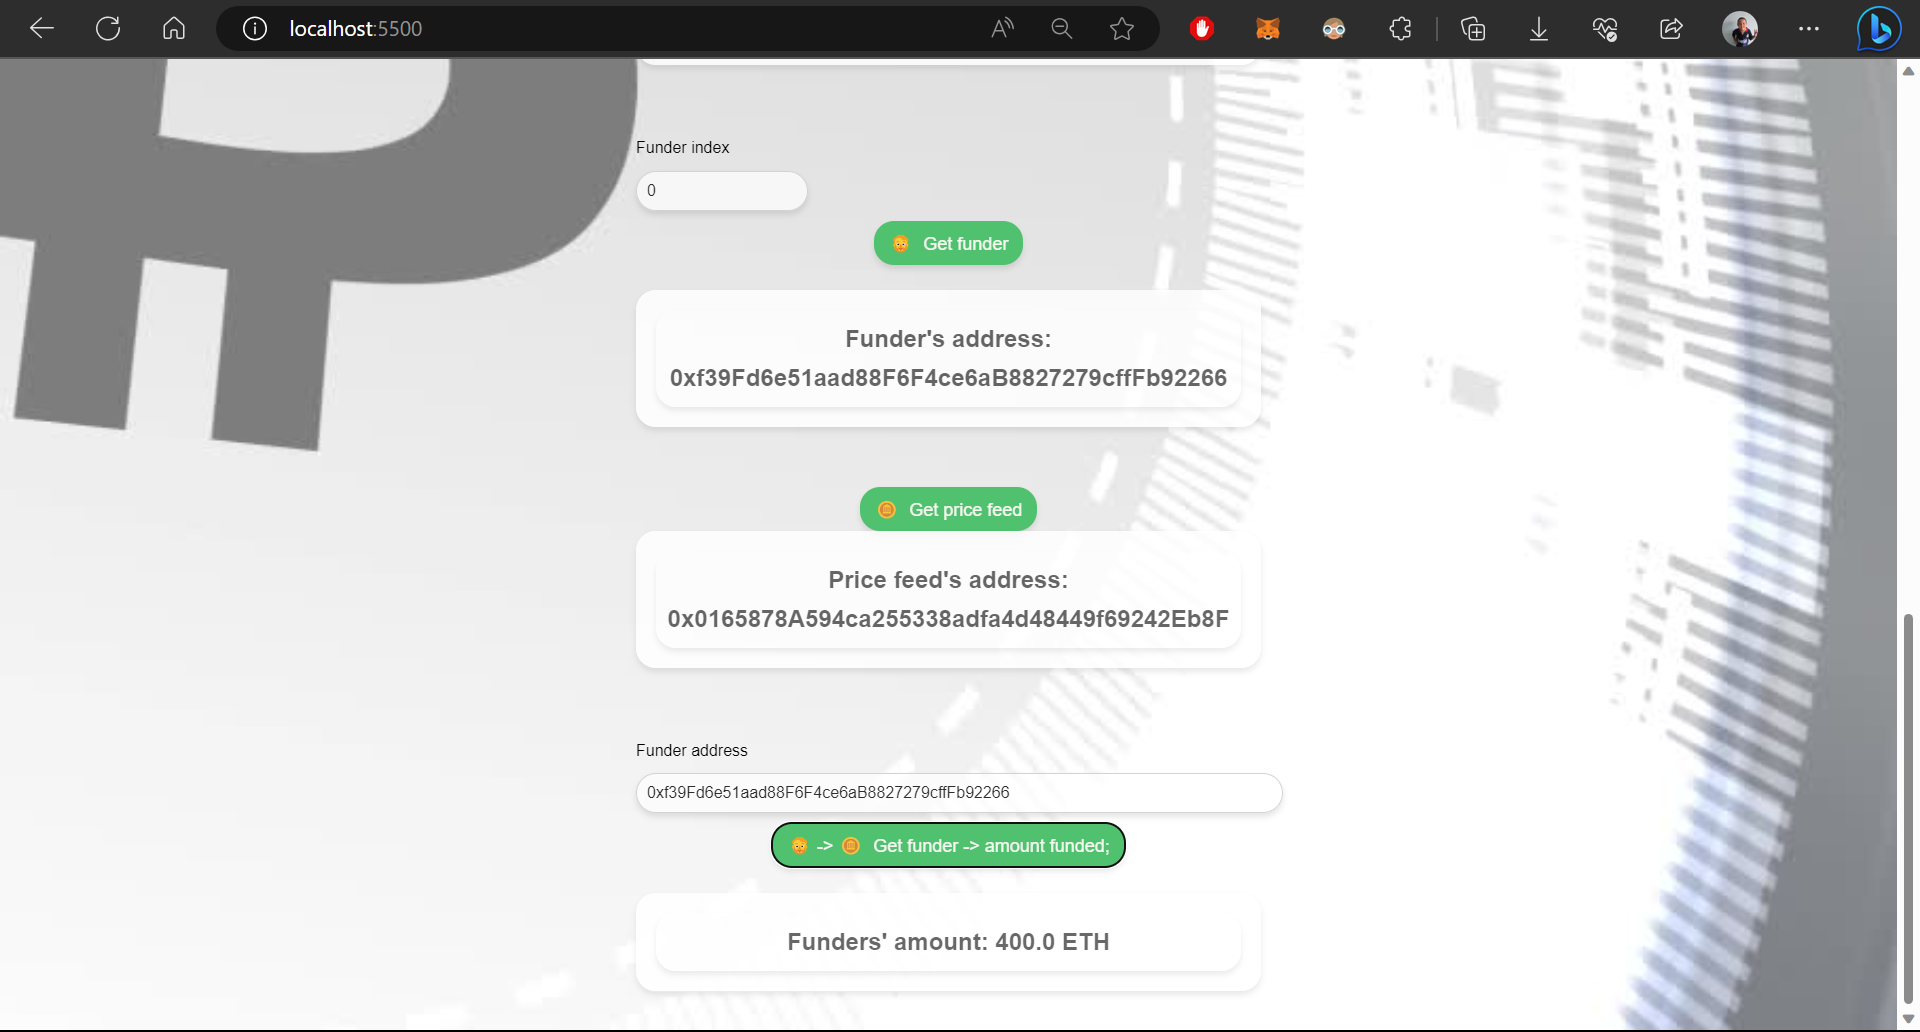 localhost:5500
Funder index
0
Get funder
Funder's address:
0xf39Fd6e51aad88F6F4ce6aB8827279cffFb92266
Get price feed
Price feed's address:
0x0165878A594ca255338adfa4d48449f69242Eb8F
Funder address
0xf39Fd6e51aad88F6F4ce6aB8827279cffFb92266
-> Get funder -> amount funded;
Funders' amount: 400.0 ETH